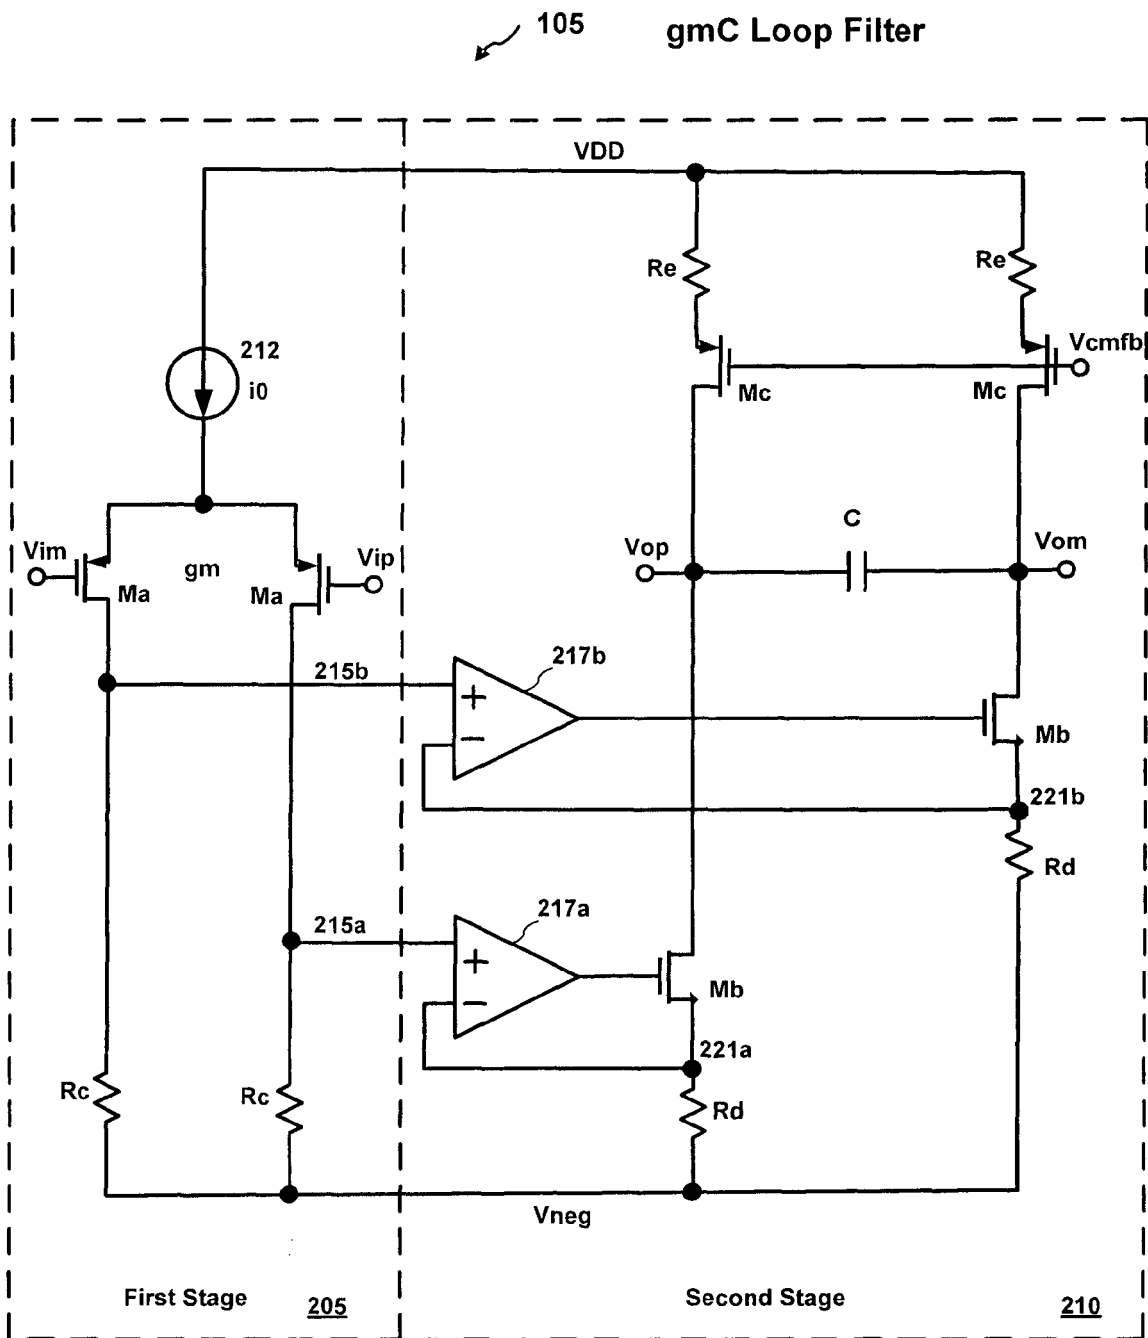 105
gmC Loop Filter
VDD
Re
Re
212
i0
Vcmfb
Mc
Mc
Vim
gm
Vip
Ma
Ma
C
Vop
Vom
215b
217b
+
−
Mb
221b
Rd
215a
217a
+
−
Mb
221a
Rc
Rc
Rd
Vneg
First Stage
205
Second Stage
210